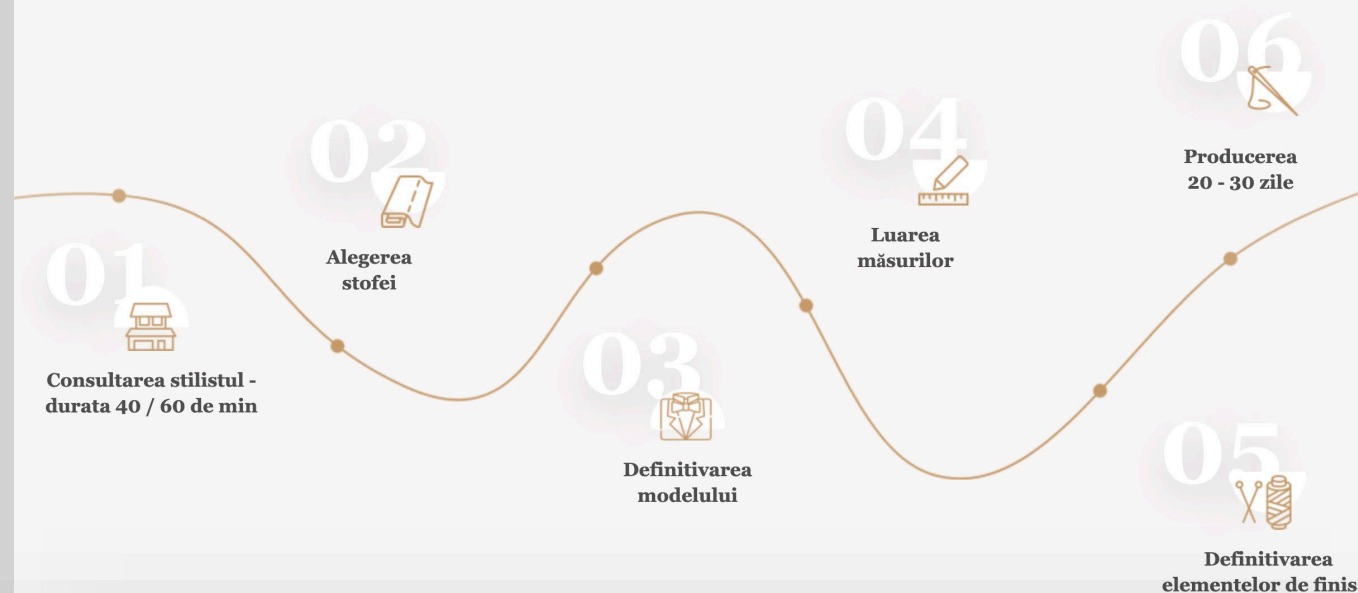 01
Consultarea stilistul -
durata 40 / 60 de min
02
Alegerea
stofei
03
Definitivarea
modelului
04
Luarea
măsurilor
05
Definitivarea
elementelor de finis
06
Producerea
20 - 30 zile